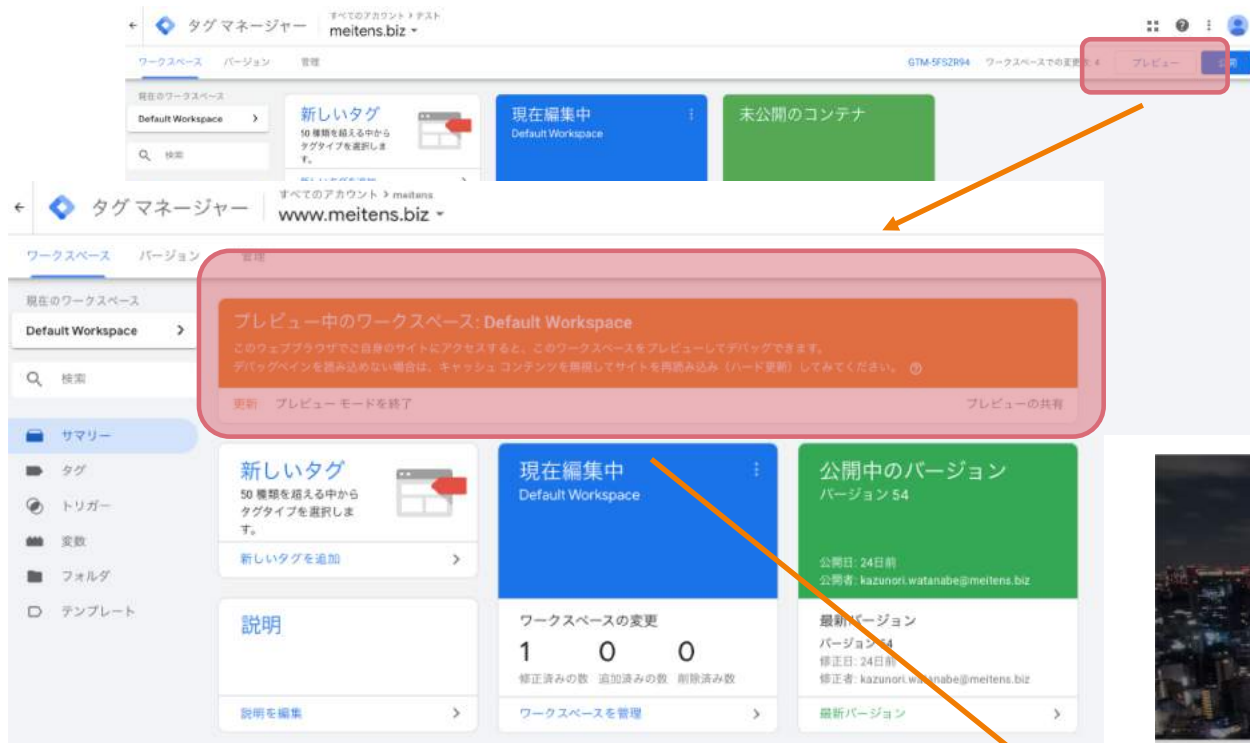 タグ マネージャー
すべてのアカウント > テスト
meitens.biz
ワークスペース バージョン 管理
GTM-5FSZR94 ワークスペースでの変更数 4 プレビュー 公開
現在のワークスペース
Default Workspace
検索
新しいタグ
50 種類を超える中から
タグタイプを選択しま
す。
新しいタグを追加
現在編集中
Default Workspace
未公開のコンテナ
タグ マネージャー
すべてのアカウント > meitens
www.meitens.biz
ワークスペース バージョン 管理
現在のワークスペース
Default Workspace
検索
サマリー
タグ
トリガー
変数
フォルダ
テンプレート
プレビュー中のワークスペース: Default Workspace
このウェブブラウザでご自身のサイトにアクセスすると、このワークスペースをプレビューしてデバッグできます。
デバッグペインを読み込めない場合は、キャッシュ コンテンツを無視してサイトを再読み込み（ハード更新）してみてください。
更新 プレビュー モードを終了 プレビューの共有
新しいタグ
50 種類を超える中から
タグタイプを選択しま
す。
新しいタグを追加
現在編集中
Default Workspace
公開中のバージョン
バージョン 54
公開日: 24日前
公開者: kazunori.watanabe@meitens.biz
説明
説明を編集
ワークスペースの変更
1 0 0
修正済みの数 追加済みの数 削除済み数
ワークスペースを管理
最新バージョン
バージョン 54
修正日: 24日前
修正者: kazunori.watanabe@meitens.biz
最新バージョン